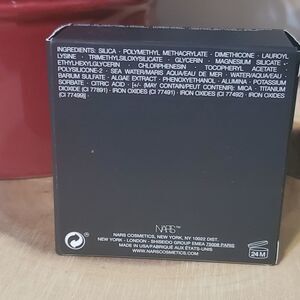 INGREDIENTS: SILICA · POLYMETHYL METHACRYLATE · DIMETHICONE · LAUROYL
LYSINE · TRIMETHYLSILOXYSILICATE · GLYCERIN · MAGNESIUM SILICATE ·
ETHYLHEXYLGLYCERIN · CHLORPHENESIN · TOCOPHERYL ACETATE ·
POLYSILICONE-2 · SEA WATER/MARIS AQUA/EAU DE MER · WATER/AQUA/EAU ·
BARIUM SULFATE · ALGAE EXTRACT · PHENOXYETHANOL · ALUMINA · POTASSIUM
SORBATE · CITRIC ACID · [+/- (MAY CONTAIN/PEUT CONTENIR): MICA · TITANIUM
DIOXIDE (CI 77891) · IRON OXIDES (CI 77491) · IRON OXIDES (CI 77492) · IRON OXIDES
(CI 77499)]
NARS™
NARS COSMETICS, NEW YORK, NY 10022 DIST.
NEW YORK - LONDON - SHISEIDO GROUP EMEA 75008 PARIS
MADE IN USA/FABRIQUÉ AUX ÉTATS-UNIS
WWW.NARSCOSMETICS.COM
24 M